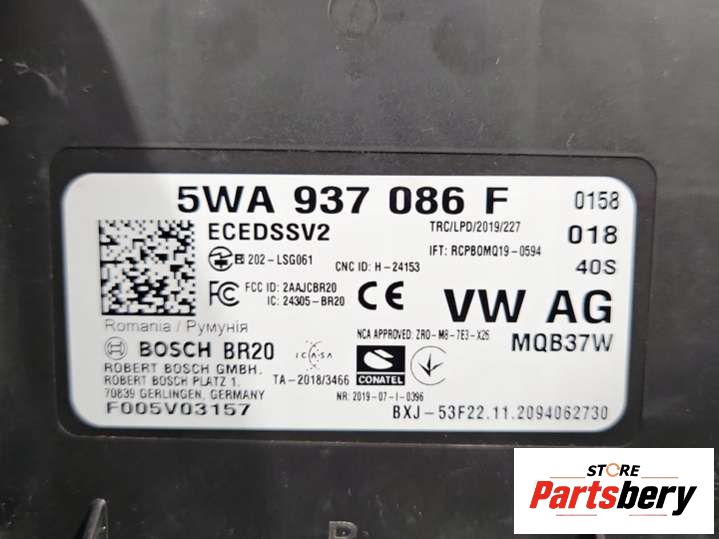 5WA 937 086 F
0158
ECEDSSV2
TRC/LPD/2019/227
018
R 202-LSG061
IFT: RCPBOMQ19-0594
CNC ID: H-24153
40S
FC FCC ID: 2AAJCBR20
IC: 24305-BR20
CE
VW AG
Romania / Румунія
NCA APPROVED: ZRO-M8-7E3-X26
MQB37W
BOSCH BR20
ICASA
ROBERT BOSCH GMBH.
ROBERT BOSCH PLATZ 1.
TA-2018/3466
CONATEL
70839 GERLINGEN, GERMANY
NR: 2019-07-I-0396
F005V03157
BXJ-53F22.11.2094062730
STORE
Partsbery